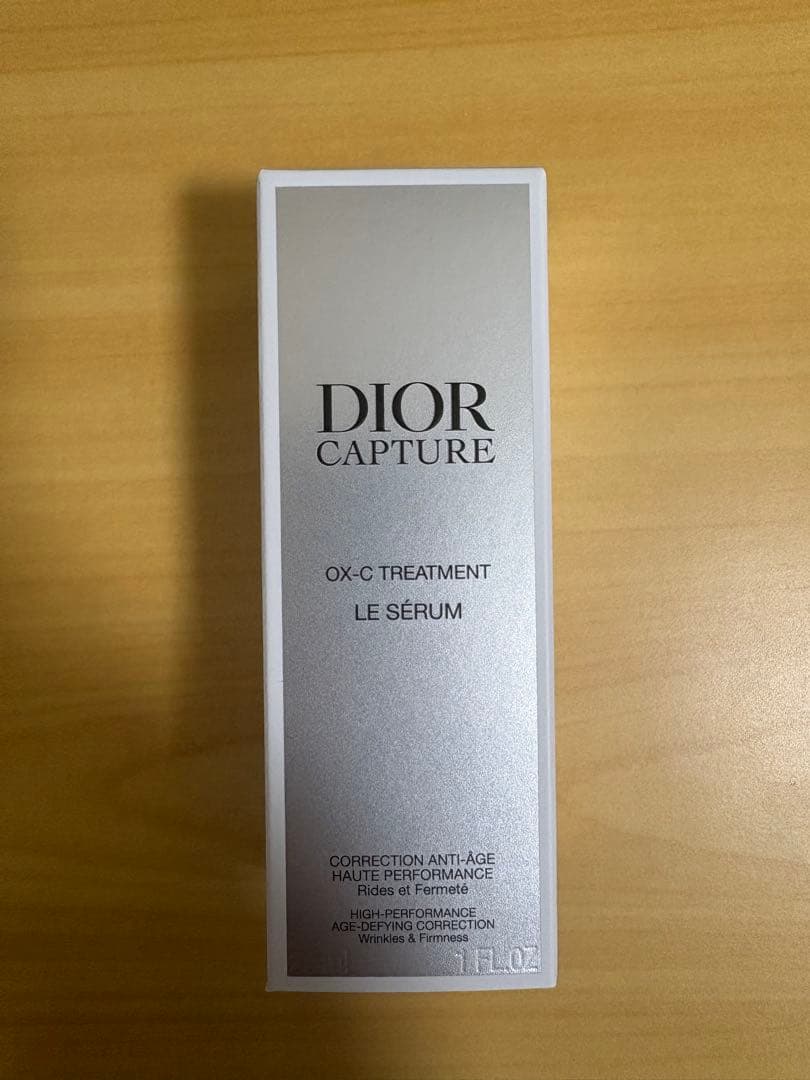 DIOR
CAPTURE
OX-C TREATMENT
LE SÉRUM
CORRECTION ANTI-ÂGE
HAUTE PERFORMANCE
Rides et Fermeté
HIGH-PERFORMANCE
AGE-DEFYING CORRECTION
Wrinkles & Firmness
ml 1 FL.OZ